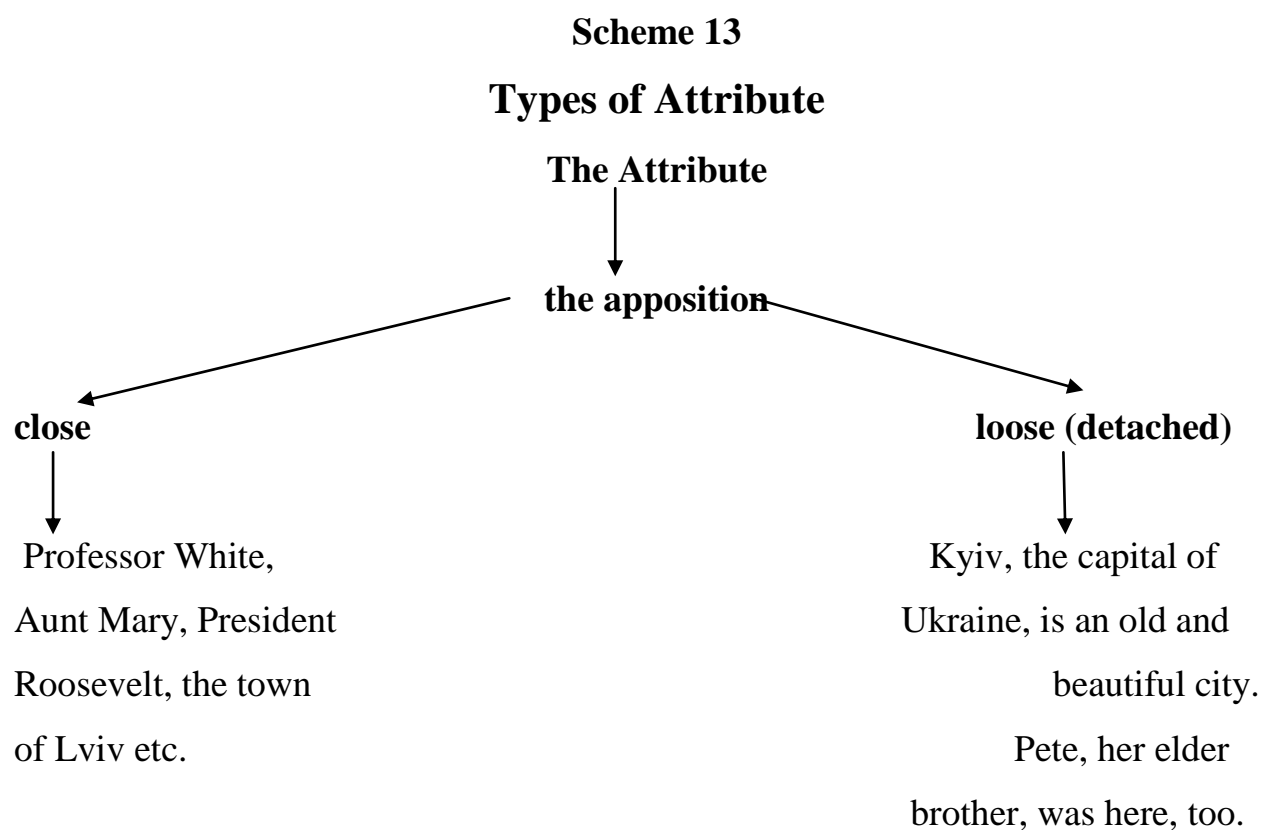 Scheme 13
Types of Attribute
The Attribute
the apposition
close
loose (detached)
Professor White,
Aunt Mary, President
Roosevelt, the town
of Lviv etc.
Kyiv, the capital of
Ukraine, is an old and
beautiful city.
Pete, her elder
brother, was here, too.